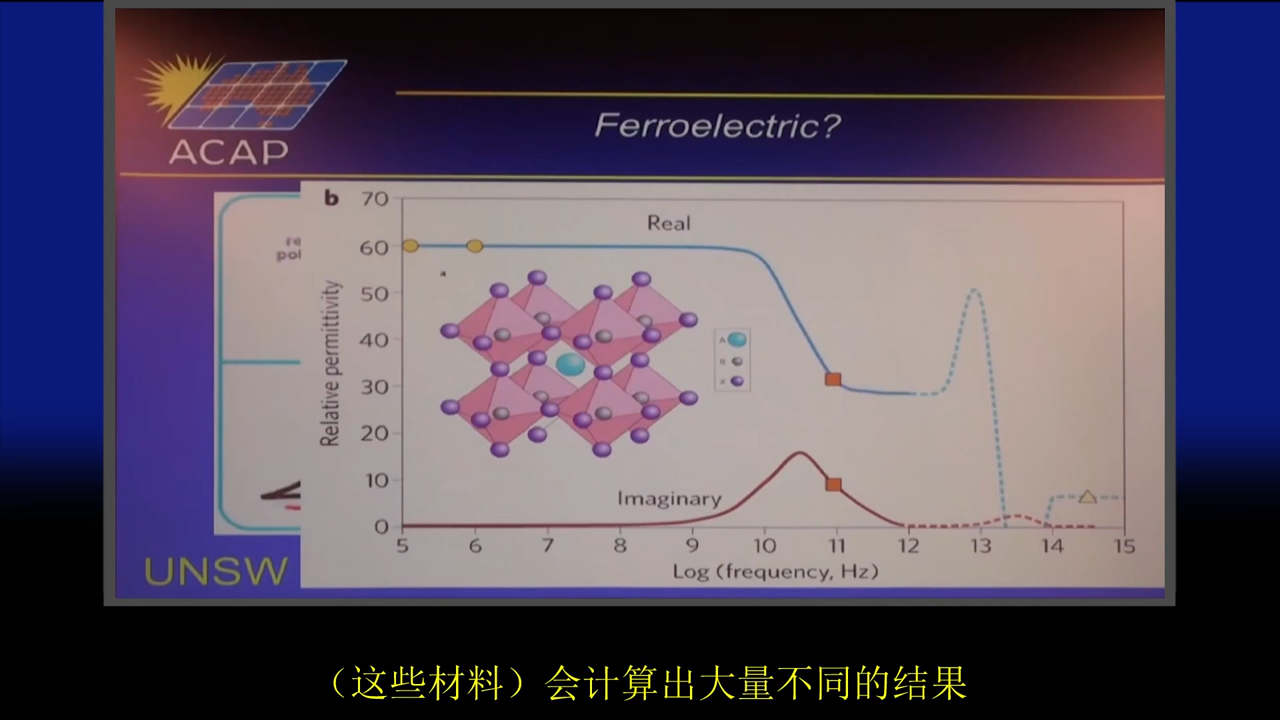 ACAP
Ferroelectric?
b
Real
Relative permittivity
70
60
50
40
30
20
10
0
a
A
B
X
Imaginary
5 6 7 8 9 10 11 12 13 14 15
Log (frequency, Hz)
UNSW
（这些材料）会计算出大量不同的结果